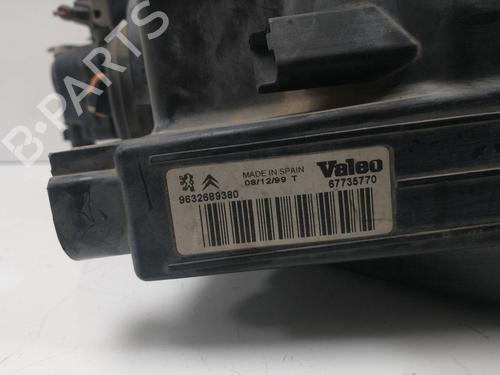 B-PARTS
MADE IN SPAIN
Valeo
08/12/99 T
9632689380
67735770